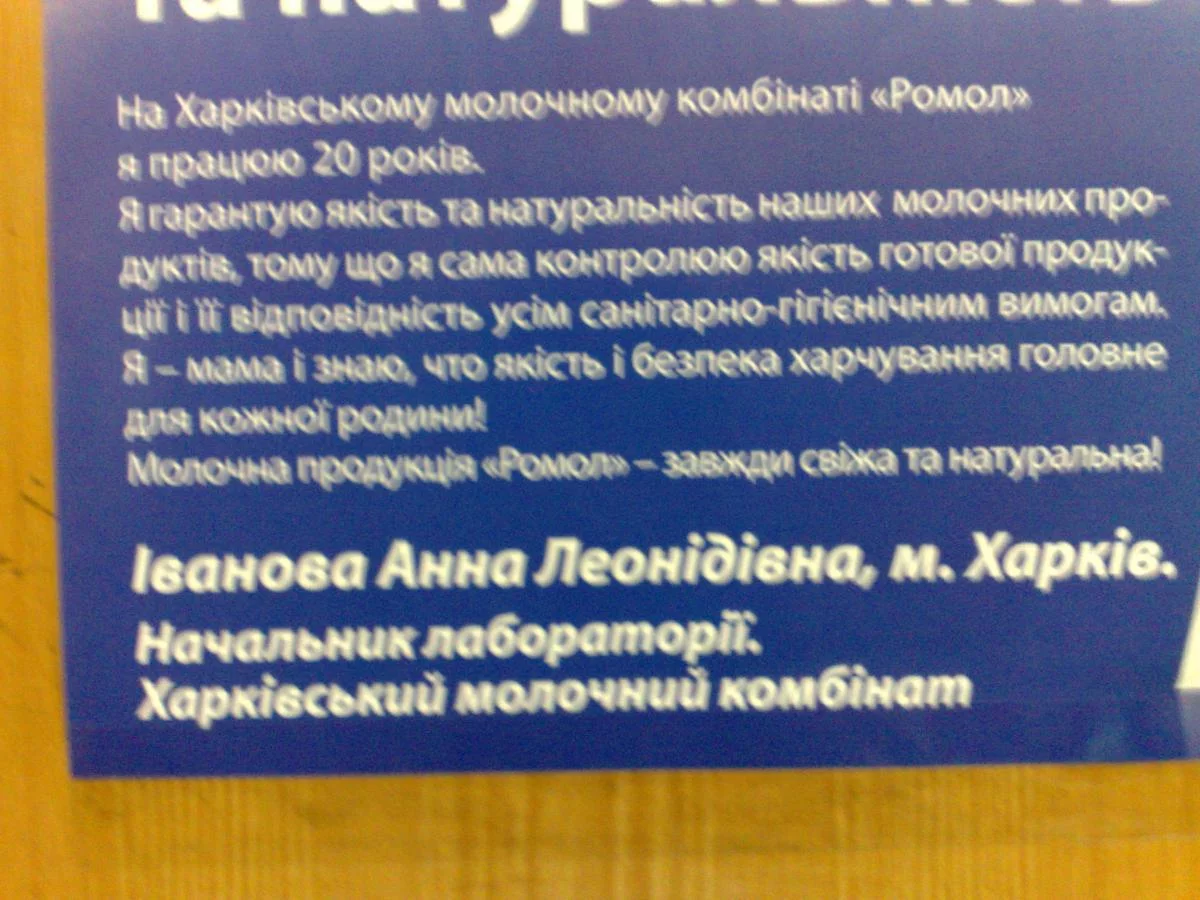 та натуральність
На Харківському молочному комбінаті «Ромол»
я працюю 20 років.
Я гарантую якість та натуральність наших молочних про-
дуктів, тому що я сама контролюю якість готової продук-
ції і її відповідність усім санітарно-гігієнічним вимогам.
Я – мама і знаю, что якість і безпека харчування головне
для кожної родини!
Молочна продукція «Ромол» – завжди свіжа та натуральна!
Іванова Анна Леонідівна, м. Харків.
Начальник лабораторії.
Харківський молочний комбінат